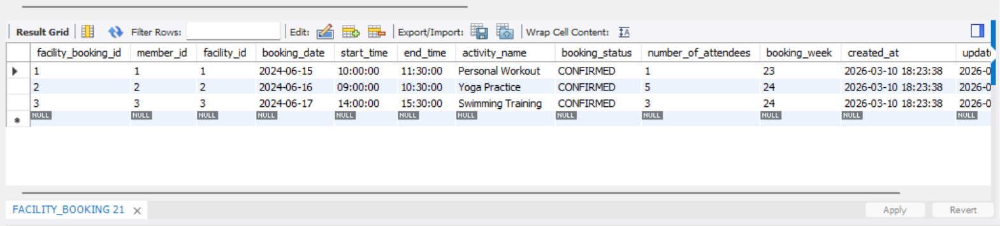 Result Grid Filter Rows: Edit: Export/Import: Wrap Cell Content: IA
facility_booking_id member_id facility_id booking_date start_time end_time activity_name booking_status number_of_attendees booking_week created_at update
1 1 1 2024-06-15 10:00:00 11:30:00 Personal Workout CONFIRMED 1 23 2026-03-10 18:23:38 2026-0
2 2 2 2024-06-16 09:00:00 10:30:00 Yoga Practice CONFIRMED 5 24 2026-03-10 18:23:38 2026-0
3 3 3 2024-06-17 14:00:00 15:30:00 Swimming Training CONFIRMED 3 24 2026-03-10 18:23:38 2026-0
NULL NULL NULL NULL NULL NULL NULL NULL NULL NULL NULL NULL
FACILITY_BOOKING 21 Apply Revert